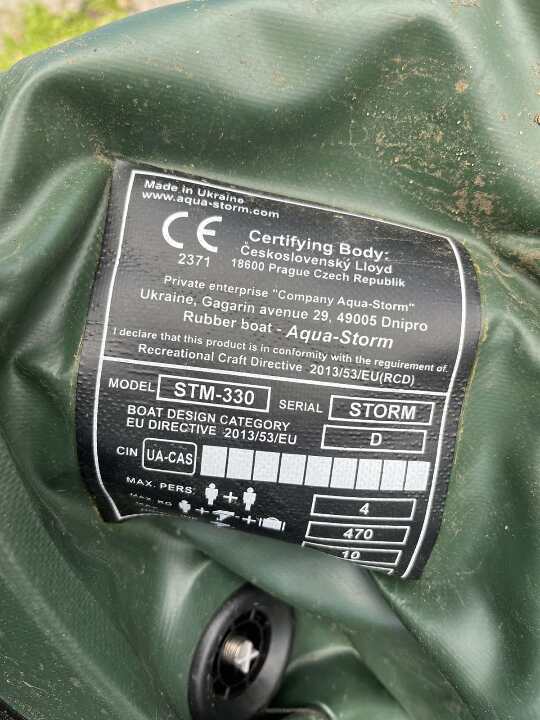 Made in Ukraine
www.aqua-storm.com
CE
2371
Certifying Body:
Československý Lloyd
18600 Prague Czech Republik
Private enterprise "Company Aqua-Storm"
Ukraine, Gagarin avenue 29, 49005 Dnipro
Rubber boat - Aqua-Storm
I declare that this product is in conformity with the requirement of.
Recreational Craft Directive 2013/53/EU(RCD)
MODEL STM-330 SERIAL STORM
BOAT DESIGN CATEGORY
EU DIRECTIVE 2013/53/EU D
CIN UA-CAS
MAX. PERS: + 4
MAX. KG + + 470
10